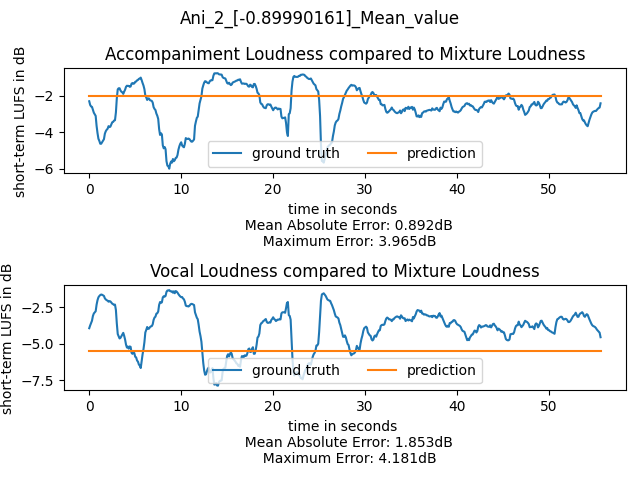 Ani_2_[-0.89990161]_Mean_value
Accompaniment Loudness compared to Mixture Loudness
short-term LUFS in dB
−2
−4
−6
ground truth
prediction
0 10 20 30 40 50
time in seconds
Mean Absolute Error: 0.892dB
Maximum Error: 3.965dB
Vocal Loudness compared to Mixture Loudness
short-term LUFS in dB
−2.5
−5.0
−7.5
ground truth
prediction
0 10 20 30 40 50
time in seconds
Mean Absolute Error: 1.853dB
Maximum Error: 4.181dB